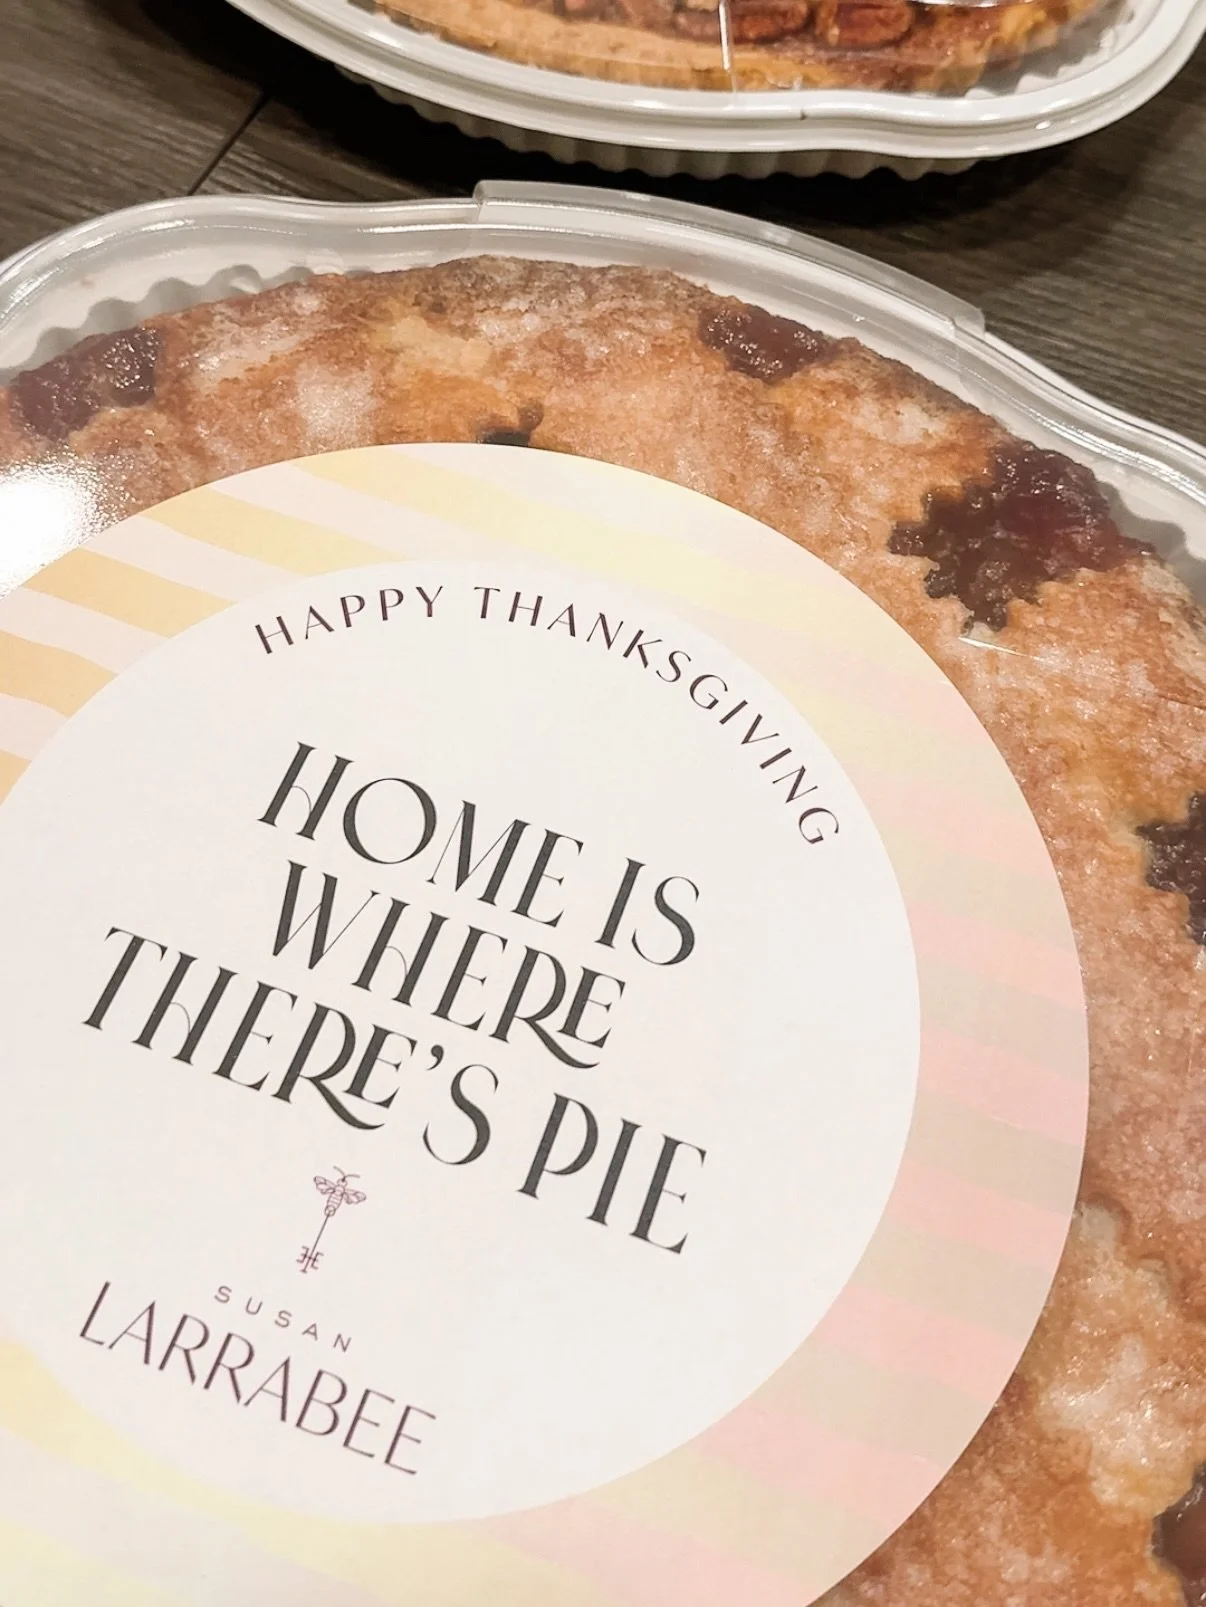 HAPPY THANKSGIVING
HOME IS
WHERE
THERE'S PIE
SUSAN
LARRABEE